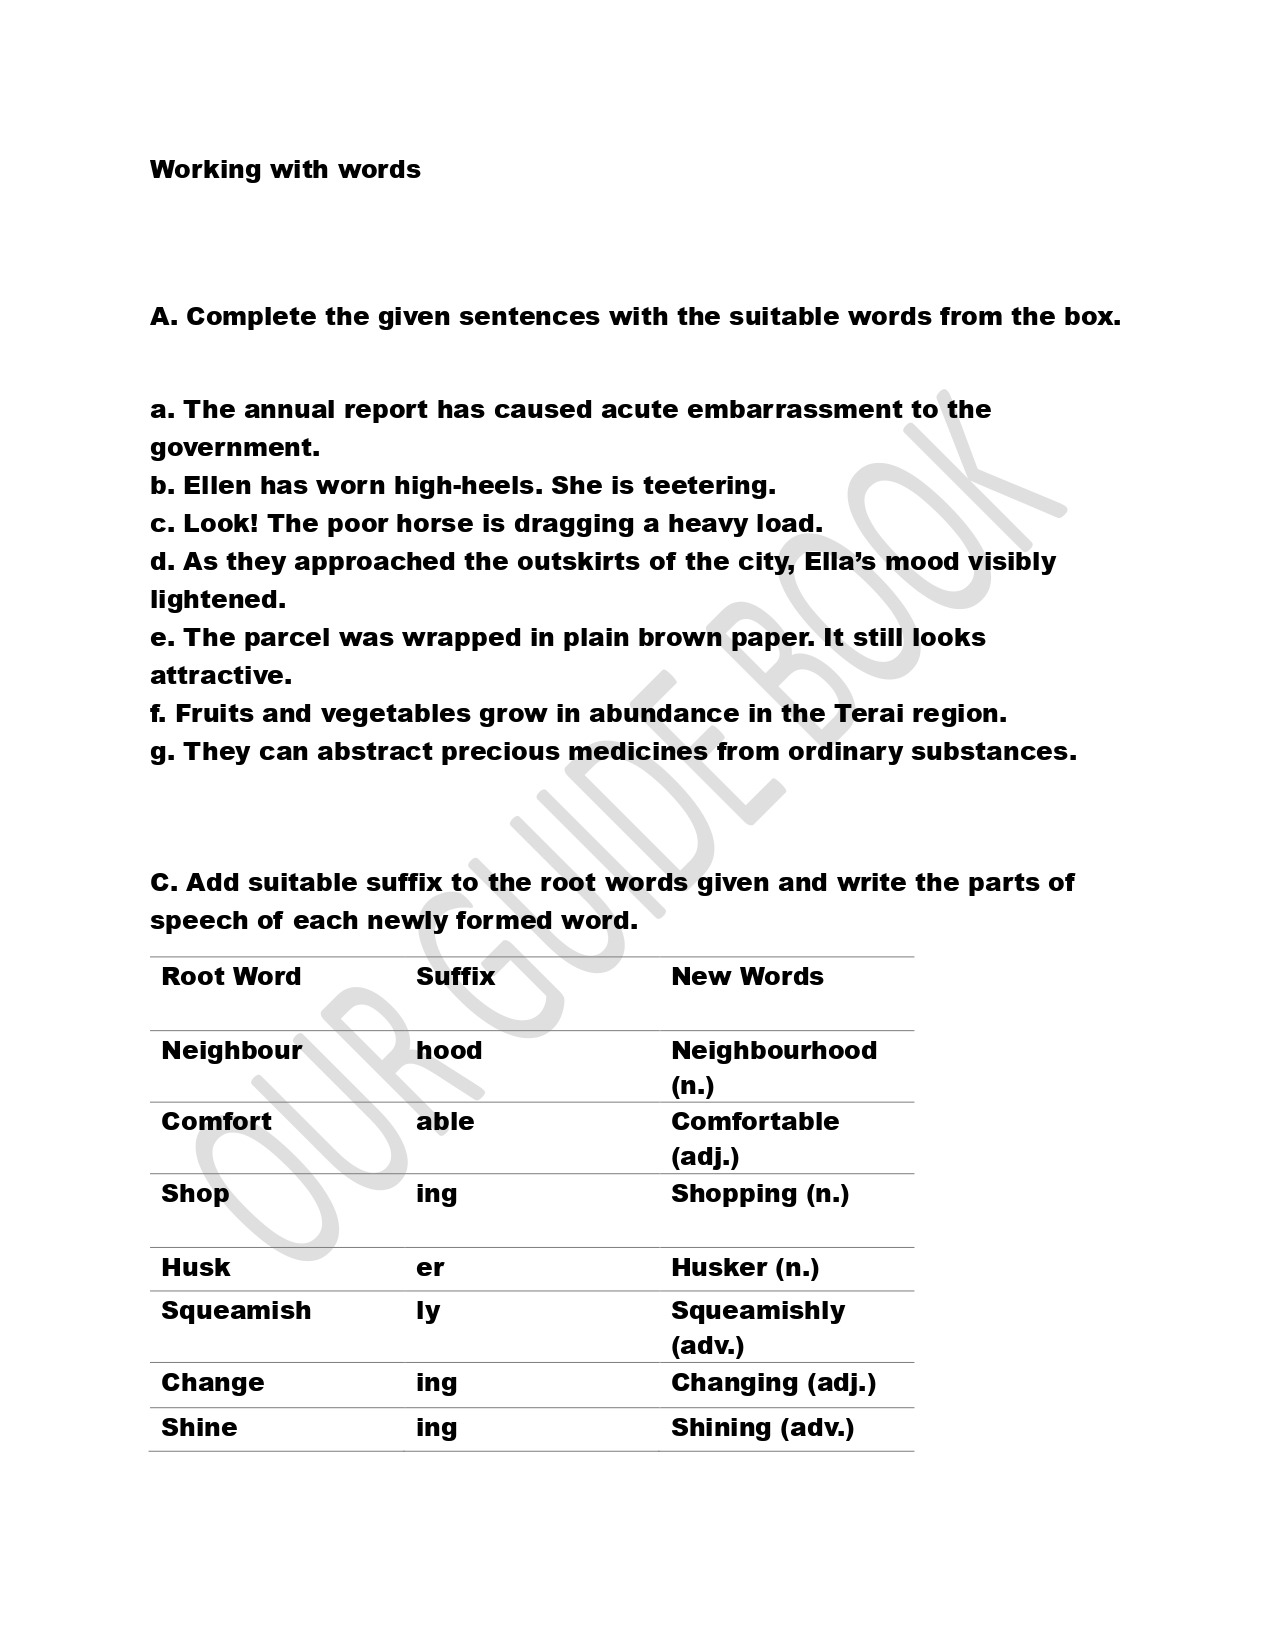 Working with words
A. Complete the given sentences with the suitable words from the box.
a. The annual report has caused acute embarrassment to the
government.
b. Ellen has worn high-heels. She is teetering.
c. Look! The poor horse is dragging a heavy load.
d. As they approached the outskirts of the city, Ella’s mood visibly
lightened.
e. The parcel was wrapped in plain brown paper. It still looks
attractive.
f. Fruits and vegetables grow in abundance in the Terai region.
g. They can abstract precious medicines from ordinary substances.
C. Add suitable suffix to the root words given and write the parts of
speech of each newly formed word.
Root Word Suffix New Words
Neighbour hood Neighbourhood
(n.)
Comfort able Comfortable
(adj.)
Shop ing Shopping (n.)
Husk er Husker (n.)
Squeamish ly Squeamishly
(adv.)
Change ing Changing (adj.)
Shine ing Shining (adv.)
OUR GUIDE BOOK